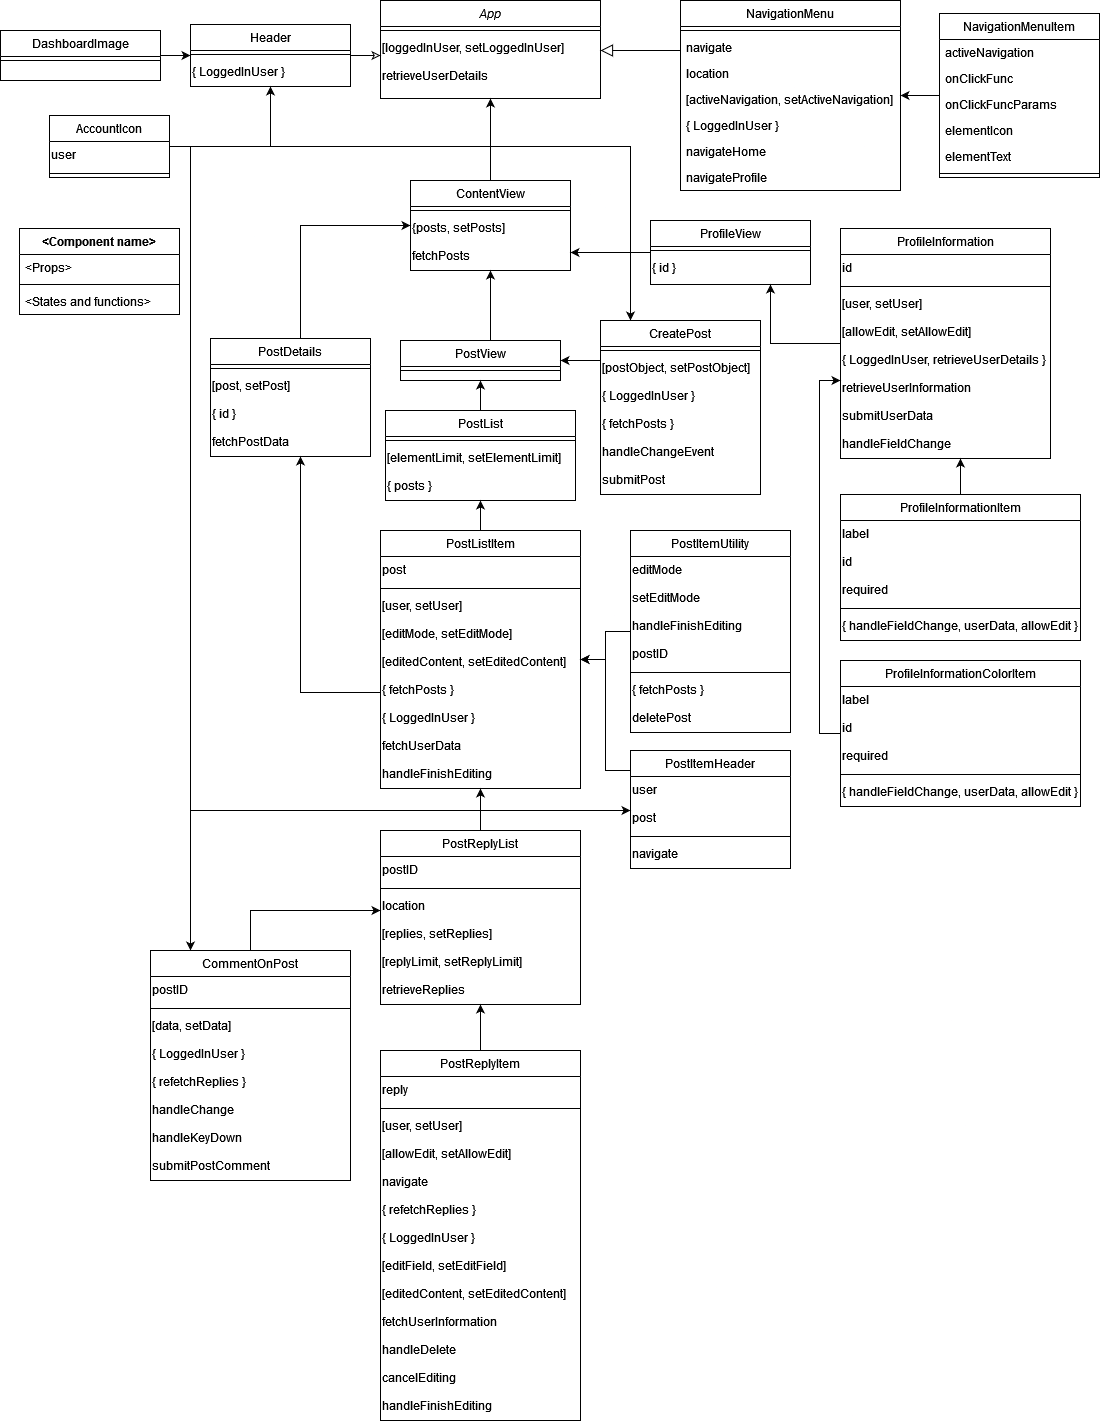 DashboardImage
Header
{ LoggedInUser }
App
[loggedInUser, setLoggedInUser]
retrieveUserDetails
NavigationMenu
navigate
location
[activeNavigation, setActiveNavigation]
{ LoggedInUser }
navigateHome
navigateProfile
NavigationMenuItem
activeNavigation
onClickFunc
onClickFuncParams
elementIcon
elementText
AccountIcon
user
<Component name>
<Props>
<States and functions>
ContentView
{posts, setPosts]
fetchPosts
ProfileView
{ id }
ProfileInformation
id
[user, setUser]
[allowEdit, setAllowEdit]
{ LoggedInUser, retrieveUserDetails }
retrieveUserInformation
submitUserData
handleFieldChange
PostDetails
[post, setPost]
{ id }
fetchPostData
PostView
CreatePost
[postObject, setPostObject]
{ LoggedInUser }
{ fetchPosts }
handleChangeEvent
submitPost
PostList
[elementLimit, setElementLimit]
{ posts }
ProfileInformationItem
label
id
required
{ handleFieldChange, userData, allowEdit }
PostListItem
post
[user, setUser]
[editMode, setEditMode]
[editedContent, setEditedContent]
{ fetchPosts }
{ LoggedInUser }
fetchUserData
handleFinishEditing
PostItemUtility
editMode
setEditMode
handleFinishEditing
postID
{ fetchPosts }
deletePost
ProfileInformationColorItem
label
id
required
{ handleFieldChange, userData, allowEdit }
PostItemHeader
user
post
navigate
PostReplyList
postID
location
[replies, setReplies]
[replyLimit, setReplyLimit]
retrieveReplies
CommentOnPost
postID
[data, setData]
{ LoggedInUser }
{ refetchReplies }
handleChange
handleKeyDown
submitPostComment
PostReplyItem
reply
[user, setUser]
[allowEdit, setAllowEdit]
navigate
{ refetchReplies }
{ LoggedInUser }
[editField, setEditField]
[editedContent, setEditedContent]
fetchUserInformation
handleDelete
cancelEditing
handleFinishEditing